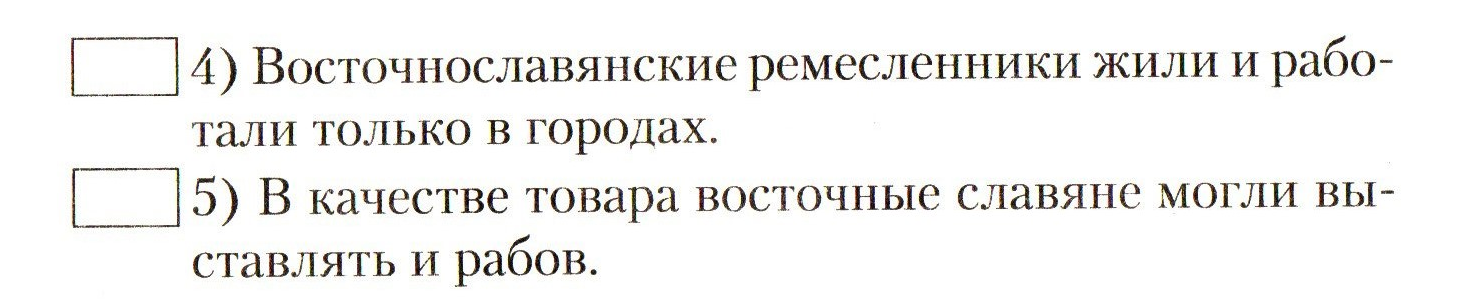 4) Восточнославянские ремесленники жили и рабо-
тали только в городах.
5) В качестве товара восточные славяне могли вы-
ставлять и рабов.